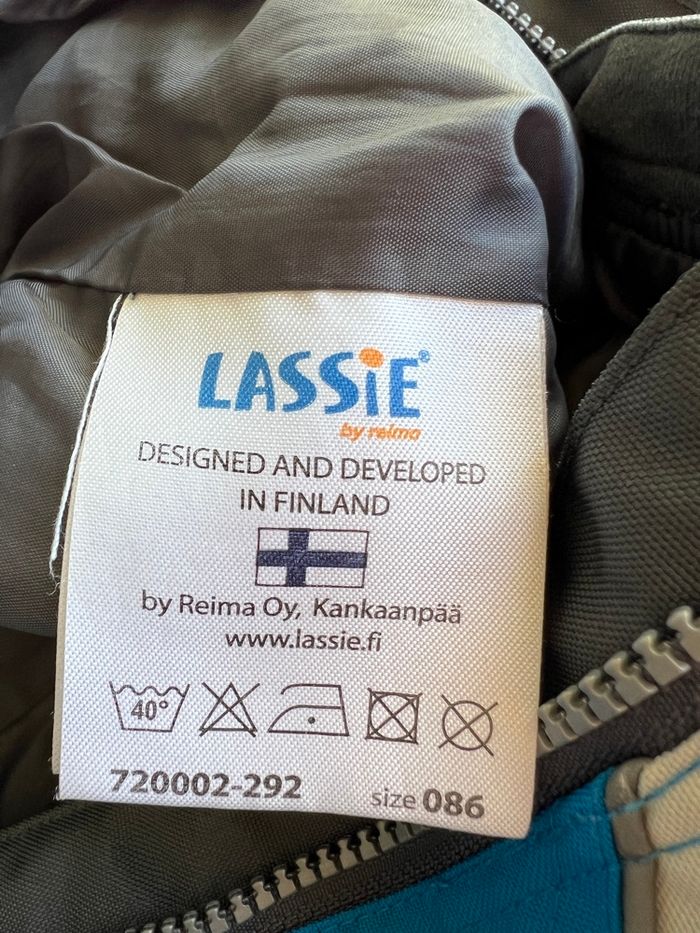 LASSiE®
by reima
DESIGNED AND DEVELOPED
IN FINLAND
by Reima Oy, Kankaanpää
www.lassie.fi
40°
720002-292 size 086